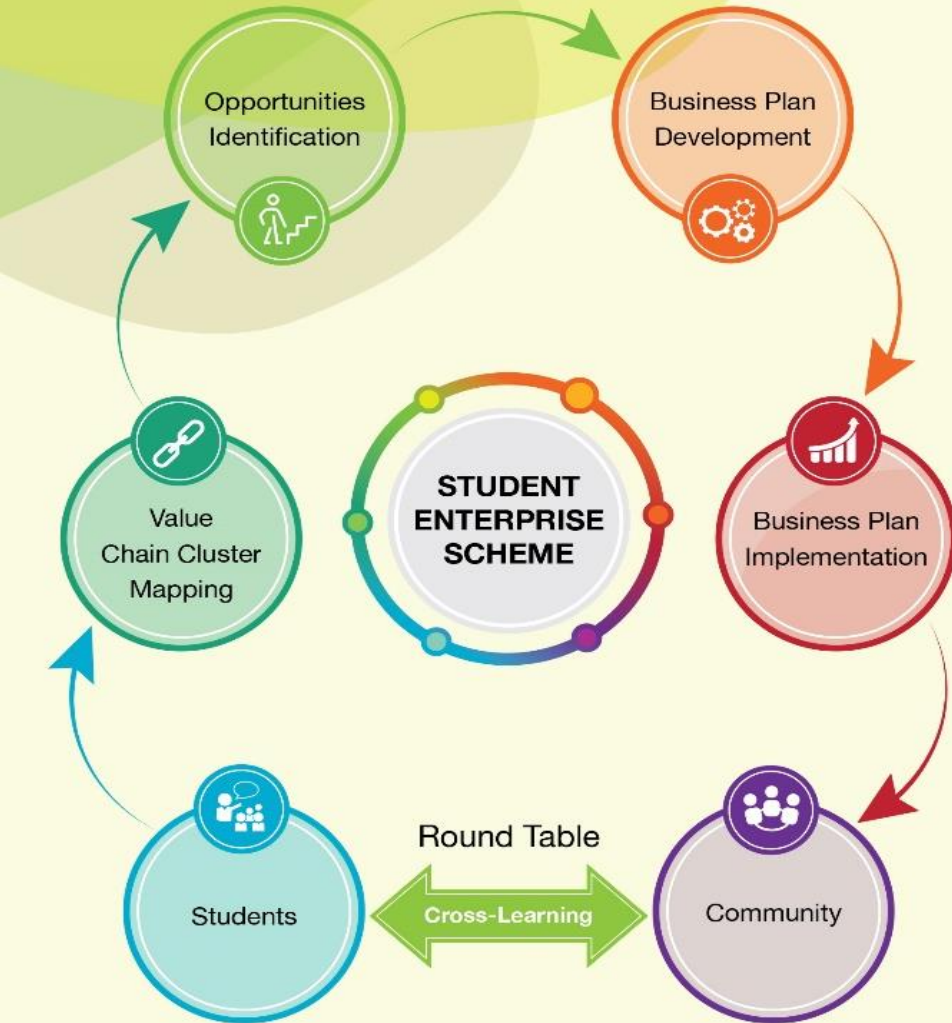 Opportunities
Identification
Business Plan
Development
Value
Chain Cluster
Mapping
STUDENT
ENTERPRISE
SCHEME
Business Plan
Implementation
Students
Round Table
Cross-Learning
Community